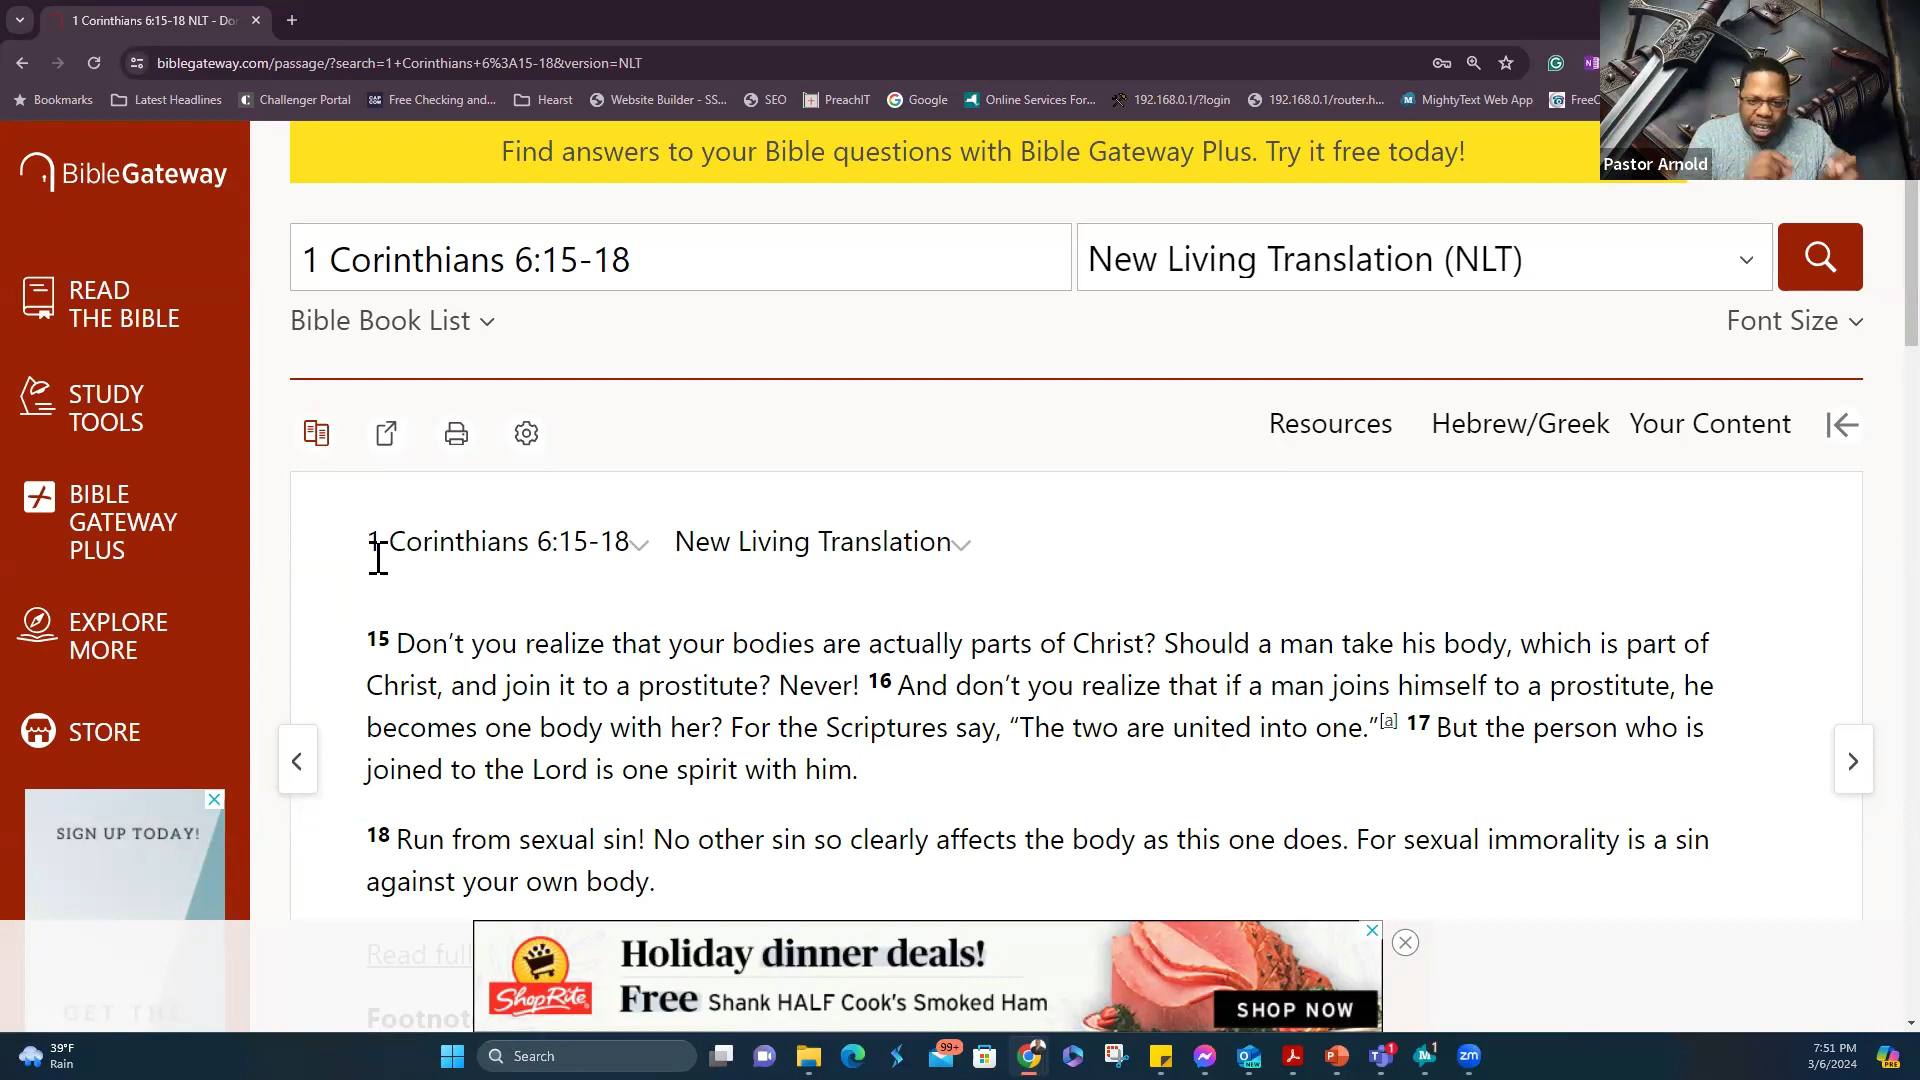 1 Corinthians 6:15-18 NLT - Do
biblegateway.com/passage/?search=1+Corinthians+6%3A15-18&version=NLT
Bookmarks
Latest Headlines
Challenger Portal
Free Checking and...
Hearst
Website Builder - SS...
SEO
PreachIT
Google
Online Services For...
192.168.0.1/?login
192.168.0.1/router.h...
MightyText Web App
FreeC
Pastor Arnold
BibleGateway
Find answers to your Bible questions with Bible Gateway Plus. Try it free today!
1 Corinthians 6:15-18
New Living Translation (NLT)
Bible Book List
Font Size
READ
THE BIBLE
STUDY
TOOLS
BIBLE
GATEWAY
PLUS
EXPLORE
MORE
STORE
Resources
Hebrew/Greek
Your Content
1 Corinthians 6:15-18
New Living Translation
15 Don’t you realize that your bodies are actually parts of Christ? Should a man take his body, which is part of
Christ, and join it to a prostitute? Never! 16 And don’t you realize that if a man joins himself to a prostitute, he
becomes one body with her? For the Scriptures say, “The two are united into one.”[a] 17 But the person who is
joined to the Lord is one spirit with him.
18 Run from sexual sin! No other sin so clearly affects the body as this one does. For sexual immorality is a sin
against your own body.
SIGN UP TODAY!
GET THE
Read full
Footnot
ShopRite
Holiday dinner deals!
Free Shank HALF Cook's Smoked Ham
SHOP NOW
39°F
Rain
Search
99+
1
1
zm
7:51 PM
3/6/2024